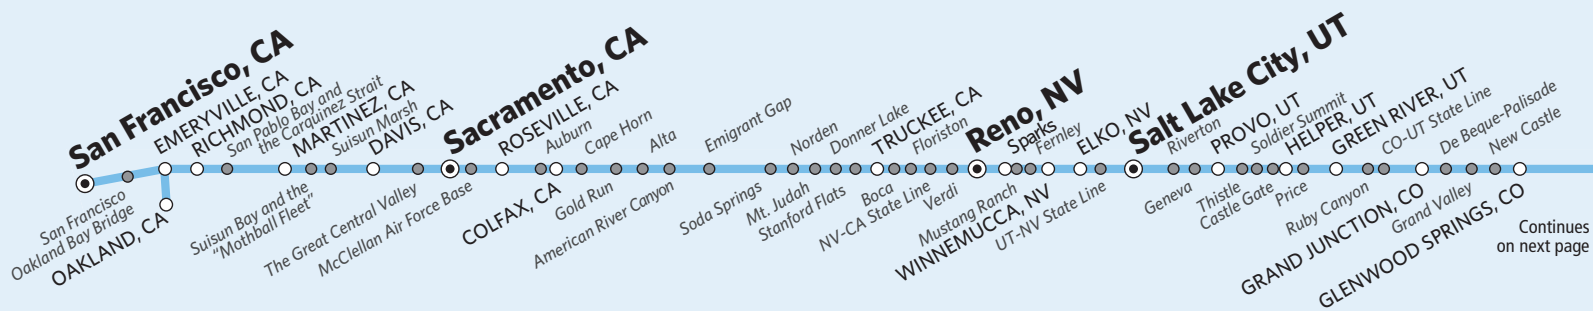 San Francisco, CA
San Francisco
Oakland Bay Bridge
EMERYVILLE, CA
OAKLAND, CA
RICHMOND, CA
San Pablo Bay and
the Carquinez Strait
MARTINEZ, CA
Suisun Bay and the
“Mothball Fleet”
Suisun Marsh
DAVIS, CA
The Great Central Valley
Sacramento, CA
McClellan Air Force Base
ROSEVILLE, CA
Auburn
COLFAX, CA
Cape Horn
Gold Run
Alta
American River Canyon
Emigrant Gap
Soda Springs
Norden
Mt. Judah
Donner Lake
Stanford Flats
TRUCKEE, CA
Boca
Floriston
NV-CA State Line
Verdi
Reno, NV
Sparks
Mustang Ranch
Fernley
WINNEMUCCA, NV
ELKO, NV
UT-NV State Line
Salt Lake City, UT
Riverton
Geneva
PROVO, UT
Thistle
Soldier Summit
Castle Gate
HELPER, UT
Price
GREEN RIVER, UT
Ruby Canyon
CO-UT State Line
GRAND JUNCTION, CO
De Beque-Palisade
Grand Valley
New Castle
GLENWOOD SPRINGS, CO
Continues
on next page